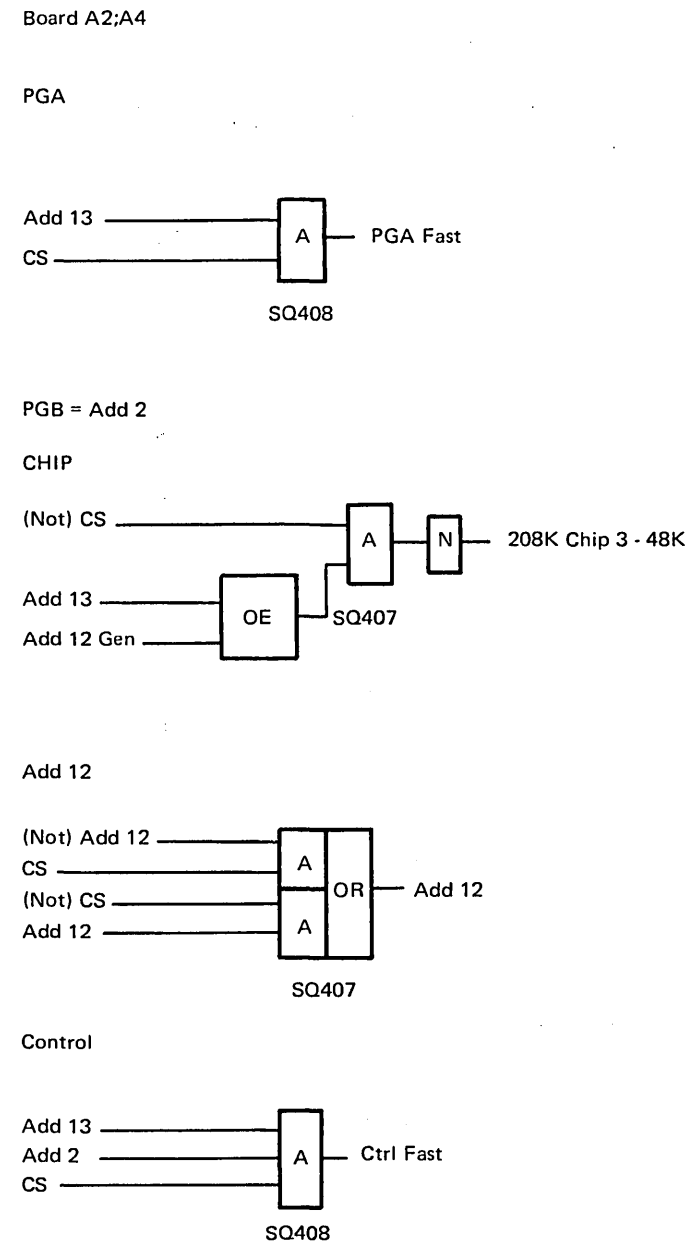 Board A2;A4
PGA
Add 13
A
PGA Fast
CS
SQ408
PGB = Add 2
CHIP
(Not) CS
A
N
208K Chip 3 - 48K
Add 13
OE
SQ407
Add 12 Gen
Add 12
(Not) Add 12
CS
A
(Not) CS
OR
Add 12
Add 12
A
SQ407
Control
Add 13
Add 2
A
Ctrl Fast
CS
SQ408